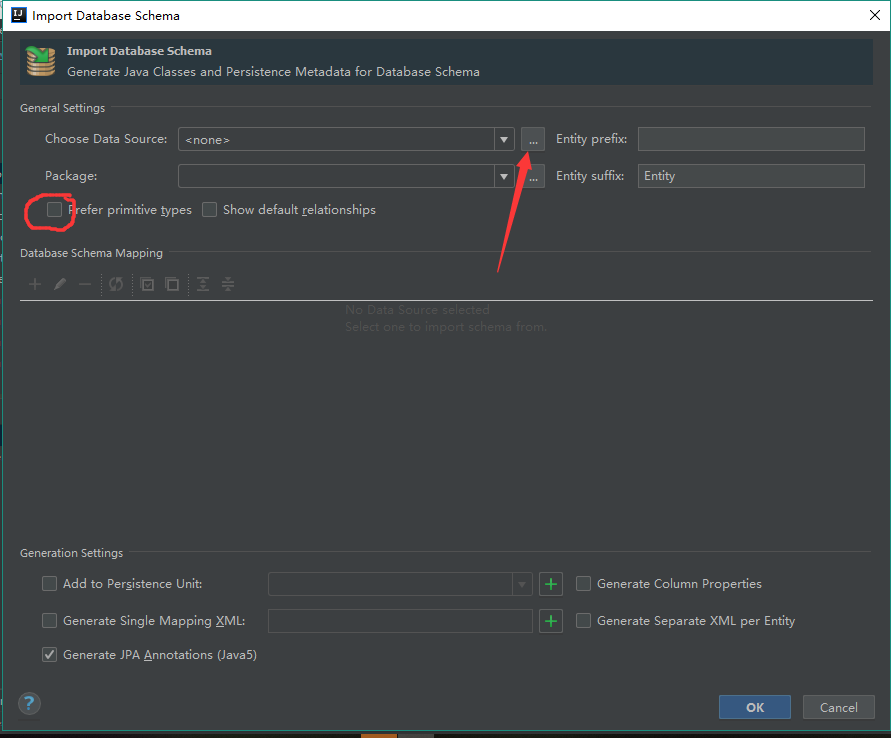 IJ Import Database Schema
Import Database Schema
Generate Java Classes and Persistence Metadata for Database Schema
General Settings
Choose Data Source: <none> ... Entity prefix:
Package: ... Entity suffix: Entity
Prefer primitive types Show default relationships
Database Schema Mapping
No Data Source selected
Select one to import schema from.
Generation Settings
Add to Persistence Unit: Generate Column Properties
Generate Single Mapping XML: Generate Separate XML per Entity
Generate JPA Annotations (Java5)
? OK Cancel